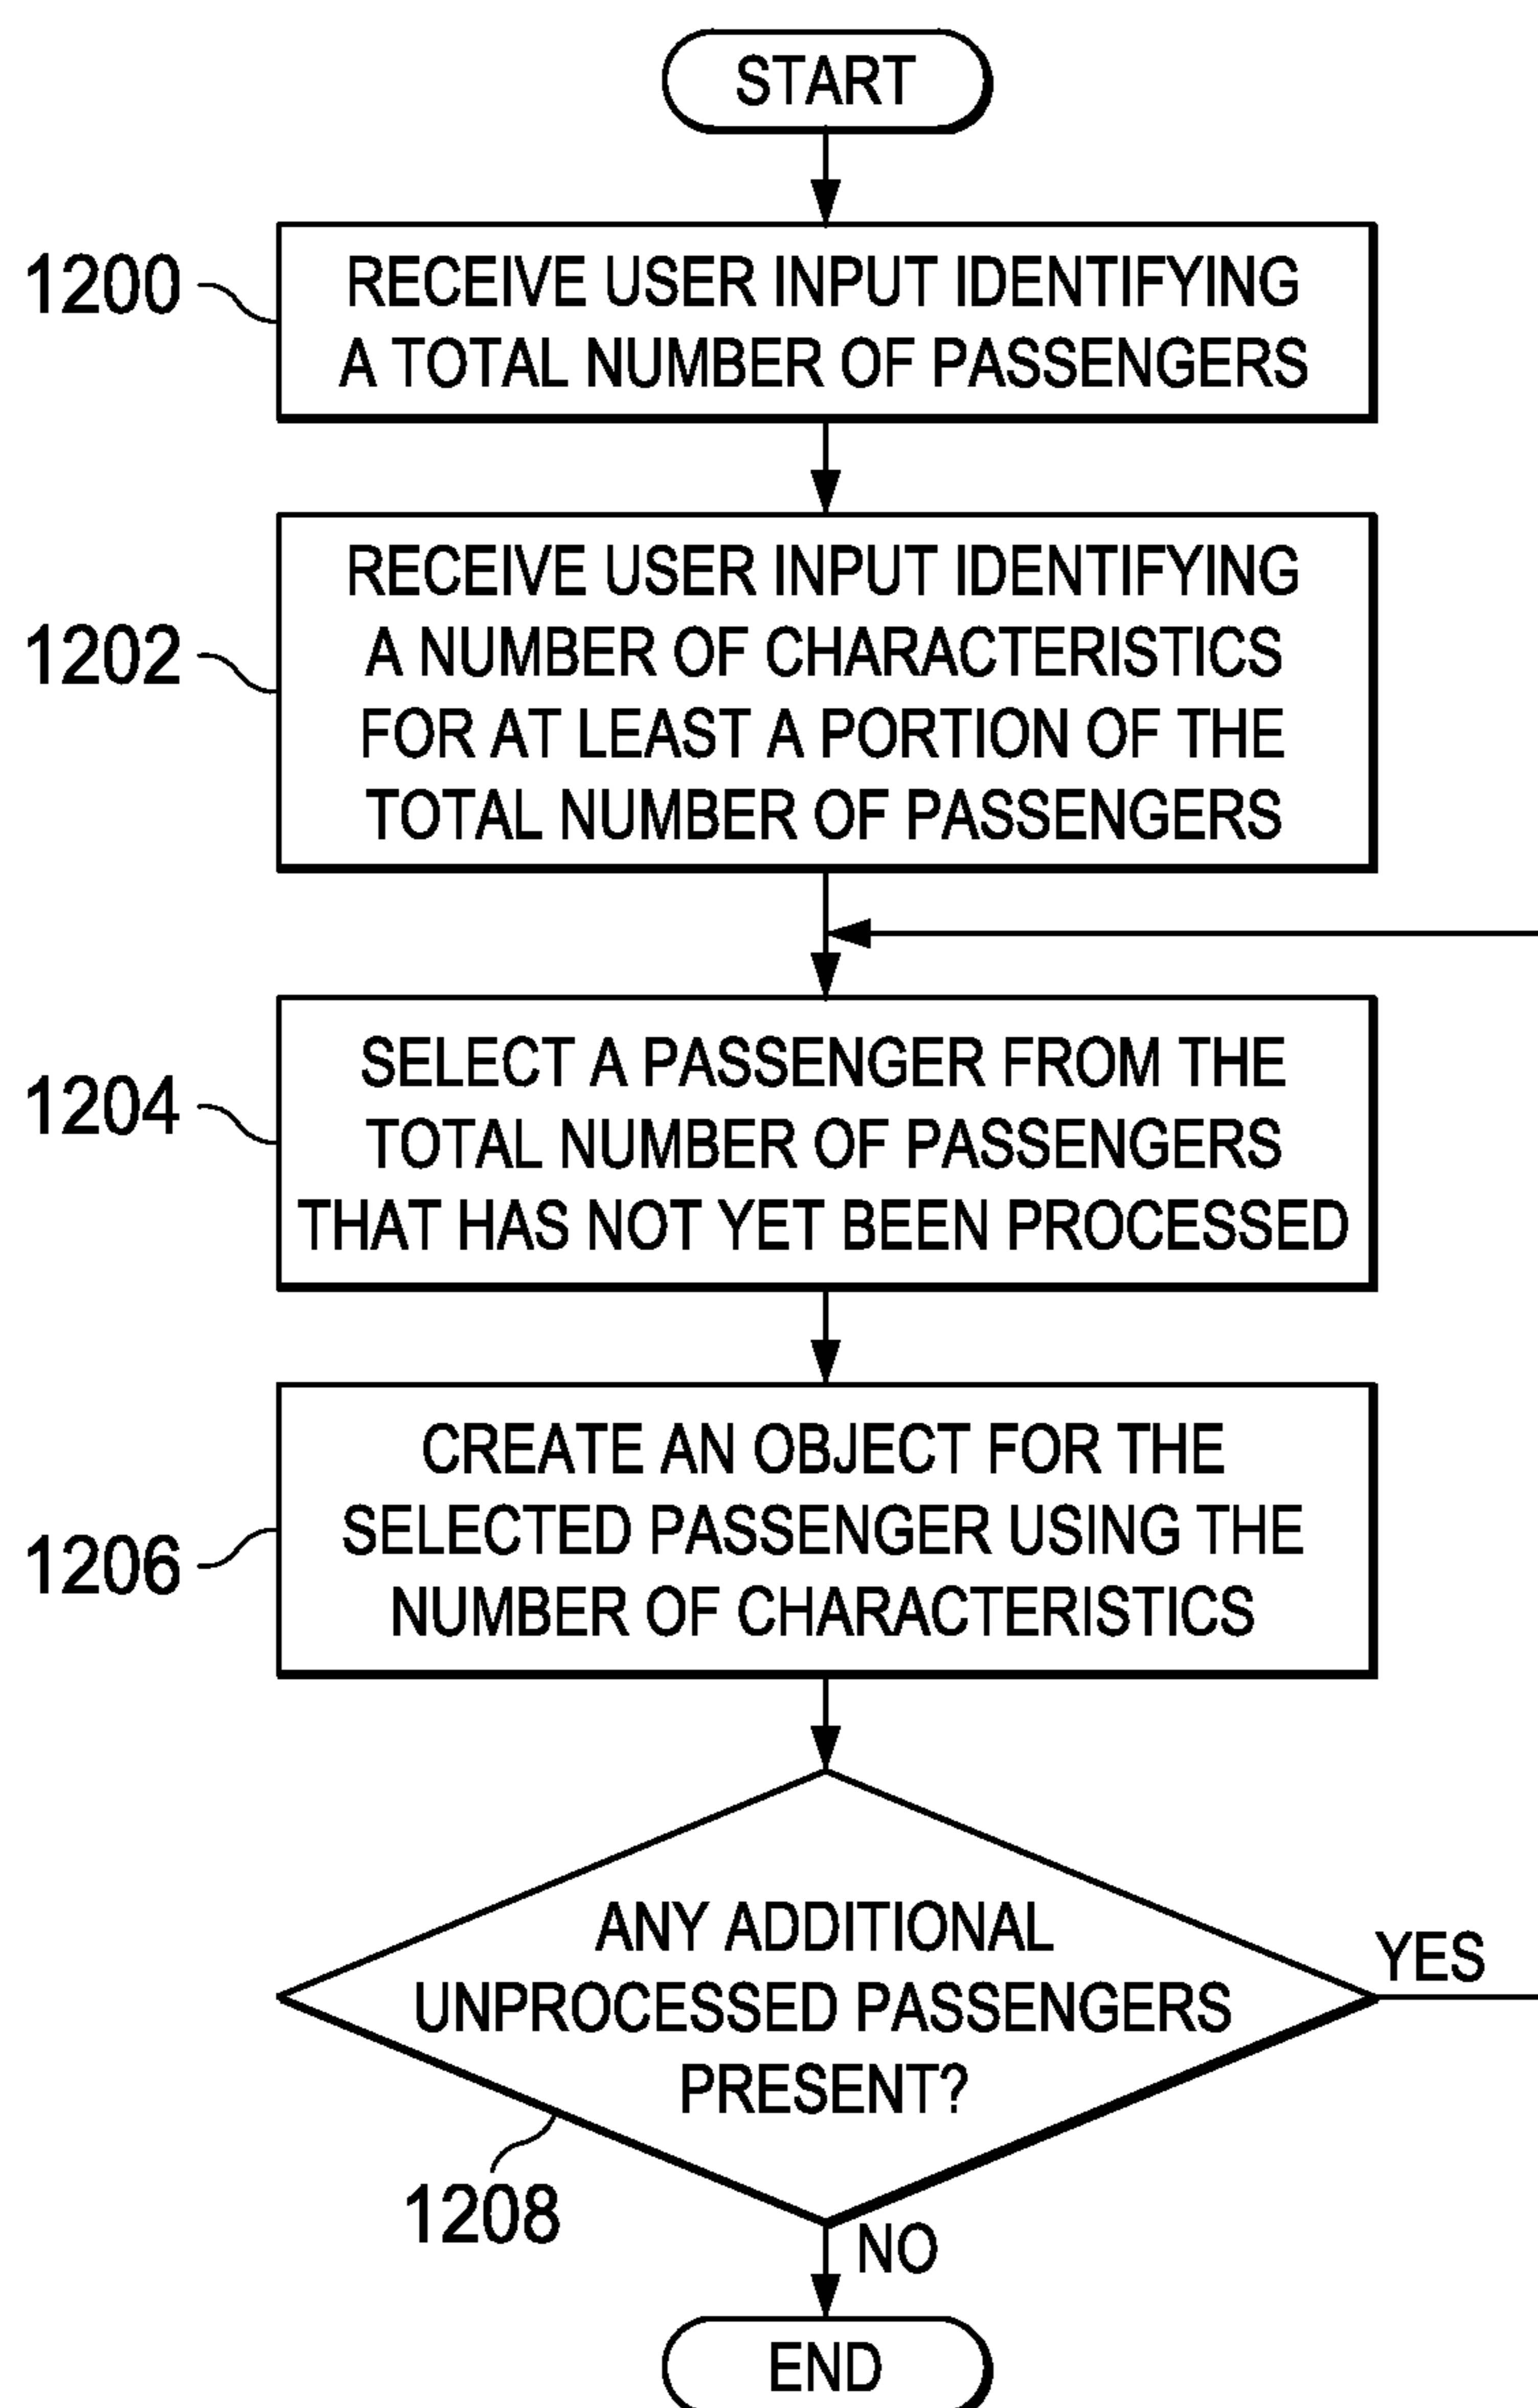 START
1200
RECEIVE USER INPUT IDENTIFYING
A TOTAL NUMBER OF PASSENGERS
1202
RECEIVE USER INPUT IDENTIFYING
A NUMBER OF CHARACTERISTICS
FOR AT LEAST A PORTION OF THE
TOTAL NUMBER OF PASSENGERS
1204
SELECT A PASSENGER FROM THE
TOTAL NUMBER OF PASSENGERS
THAT HAS NOT YET BEEN PROCESSED
1206
CREATE AN OBJECT FOR THE
SELECTED PASSENGER USING THE
NUMBER OF CHARACTERISTICS
ANY ADDITIONAL
UNPROCESSED PASSENGERS
PRESENT?
YES
1208
NO
END